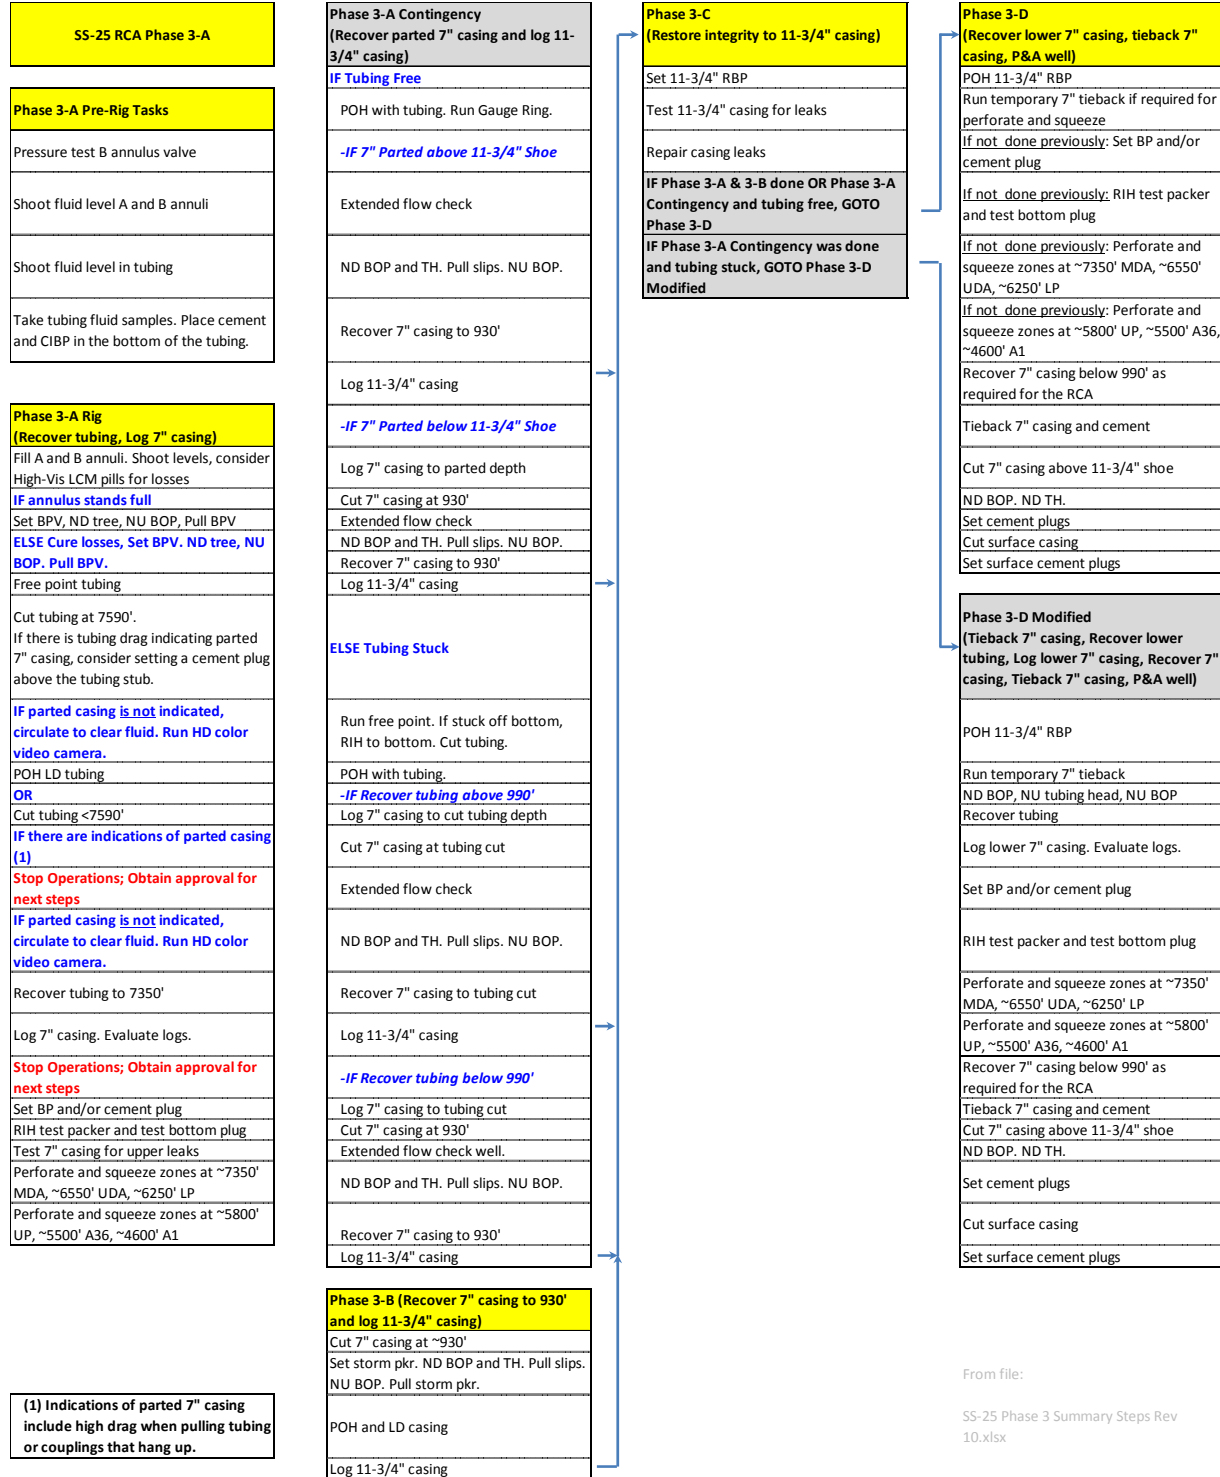 SS-25 RCA Phase 3-A
Phase 3-A Pre-Rig Tasks
Pressure test B annulus valve
Shoot fluid level A and B annuli
Shoot fluid level in tubing
Take tubing fluid samples. Place cement
and CIBP in the bottom of the tubing.
Phase 3-A Rig
(Recover tubing, Log 7" casing)
Fill A and B annuli. Shoot levels, consider
High-Vis LCM pills for losses
IF annulus stands full
Set BPV, ND tree, NU BOP, Pull BPV
ELSE Cure losses, Set BPV. ND tree, NU
BOP. Pull BPV.
Free point tubing
Cut tubing at 7590'.
If there is tubing drag indicating parted
7" casing, consider setting a cement plug
above the tubing stub.
IF parted casing is not indicated,
circulate to clear fluid. Run HD color
video camera.
POH LD tubing
OR
Cut tubing <7590'
IF there are indications of parted casing
(1)
Stop Operations; Obtain approval for
next steps
IF parted casing is not indicated,
circulate to clear fluid. Run HD color
video camera.
Recover tubing to 7350'
Log 7" casing. Evaluate logs.
Stop Operations; Obtain approval for
next steps
Set BP and/or cement plug
RIH test packer and test bottom plug
Test 7" casing for upper leaks
Perforate and squeeze zones at ~7350'
MDA, ~6550' UDA, ~6250' LP
Perforate and squeeze zones at ~5800'
UP, ~5500' A36, ~4600' A1
(1) Indications of parted 7" casing
include high drag when pulling tubing
or couplings that hang up.
Phase 3-A Contingency
(Recover parted 7" casing and log 11-
3/4" casing)
IF Tubing Free
POH with tubing. Run Gauge Ring.
-IF 7" Parted above 11-3/4" Shoe
Extended flow check
ND BOP and TH. Pull slips. NU BOP.
Recover 7" casing to 930'
Log 11-3/4" casing
-IF 7" Parted below 11-3/4" Shoe
Log 7" casing to parted depth
Cut 7" casing at 930'
Extended flow check
ND BOP and TH. Pull slips. NU BOP.
Recover 7" casing to 930'
Log 11-3/4" casing
ELSE Tubing Stuck
Run free point. If stuck off bottom,
RIH to bottom. Cut tubing.
POH with tubing.
-IF Recover tubing above 990'
Log 7" casing to cut tubing depth
Cut 7" casing at tubing cut
Extended flow check
ND BOP and TH. Pull slips. NU BOP.
Recover 7" casing to tubing cut
Log 11-3/4" casing
-IF Recover tubing below 990'
Log 7" casing to tubing cut
Cut 7" casing at 930'
Extended flow check well.
ND BOP and TH. Pull slips. NU BOP.
Recover 7" casing to 930'
Log 11-3/4" casing
Phase 3-B (Recover 7" casing to 930'
and log 11-3/4" casing)
Cut 7" casing at ~930'
Set storm pkr. ND BOP and TH. Pull slips.
NU BOP. Pull storm pkr.
POH and LD casing
Log 11-3/4" casing
Phase 3-C
(Restore integrity to 11-3/4" casing)
Set 11-3/4" RBP
Test 11-3/4" casing for leaks
Repair casing leaks
IF Phase 3-A & 3-B done OR Phase 3-A
Contingency and tubing free, GOTO
Phase 3-D
IF Phase 3-A Contingency was done
and tubing stuck, GOTO Phase 3-D
Modified
Phase 3-D
(Recover lower 7" casing, tieback 7"
casing, P&A well)
POH 11-3/4" RBP
Run temporary 7" tieback if required for
perforate and squeeze
If not  done previously: Set BP and/or
cement plug
If not  done previously: RIH test packer
and test bottom plug
If not  done previously: Perforate and
squeeze zones at ~7350' MDA, ~6550'
UDA, ~6250' LP
If not  done previously: Perforate and
squeeze zones at ~5800' UP, ~5500' A36,
~4600' A1
Recover 7" casing below 990' as
required for the RCA
Tieback 7" casing and cement
Cut 7" casing above 11-3/4" shoe
ND BOP. ND TH.
Set cement plugs
Cut surface casing
Set surface cement plugs
Phase 3-D Modified
(Tieback 7" casing, Recover lower
tubing, Log lower 7" casing, Recover 7"
casing, Tieback 7" casing, P&A well)
POH 11-3/4" RBP
Run temporary 7" tieback
ND BOP, NU tubing head, NU BOP
Recover tubing
Log lower 7" casing. Evaluate logs.
Set BP and/or cement plug
RIH test packer and test bottom plug
Perforate and squeeze zones at ~7350'
MDA, ~6550' UDA, ~6250' LP
Perforate and squeeze zones at ~5800'
UP, ~5500' A36, ~4600' A1
Recover 7" casing below 990' as
required for the RCA
Tieback 7" casing and cement
Cut 7" casing above 11-3/4" shoe
ND BOP. ND TH.
Set cement plugs
Cut surface casing
Set surface cement plugs
From file:
SS-25 Phase 3 Summary Steps Rev
10.xlsx